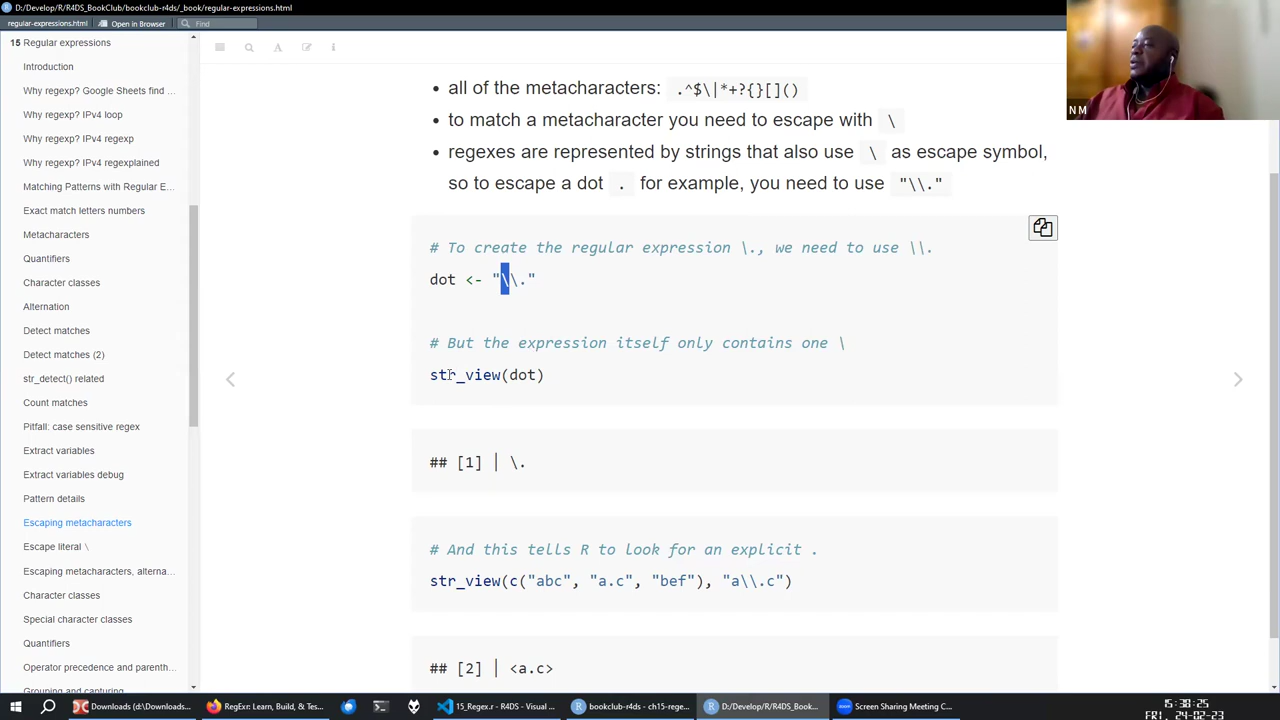 D:/Develop/R/R4DS_BookClub/bookclub-r4ds/_book/regular-expressions.html
regular-expressions.html
Open in Browser
Find
15 Regular expressions
Introduction
Why regexp? Google Sheets find ...
Why regexp? IPv4 loop
Why regexp? IPv4 regexp
Why regexp? IPv4 regexplained
Matching Patterns with Regular E...
Exact match letters numbers
Metacharacters
Quantifiers
Character classes
Alternation
Detect matches
Detect matches (2)
str_detect() related
Count matches
Pitfall: case sensitive regex
Extract variables
Extract variables debug
Pattern details
Escaping metacharacters
Escape literal \
Escaping metacharacters, alterna...
Character classes
Special character classes
Quantifiers
Operator precedence and parenth...
Grouping and capturing
• all of the metacharacters: .^$\|*+?{}[]()
• to match a metacharacter you need to escape with \
• regexes are represented by strings that also use \ as escape symbol,
so to escape a dot . for example, you need to use "\\."
# To create the regular expression \., we need to use \\.
dot <- "\\."
# But the expression itself only contains one \
str_view(dot)
## [1] │ \.
# And this tells R to look for an explicit .
str_view(c("abc", "a.c", "bef"), "a\\.c")
## [2] │ <a.c>
NM
Downloads (d:\Downloads...
RegExr: Learn, Build, & Tes...
15_Regex.r - R4DS - Visual ...
bookclub-r4ds - ch15-rege...
D:/Develop/R/R4DS_Book...
Screen Sharing Meeting C...
15:38:25
FRI, 24-02-23